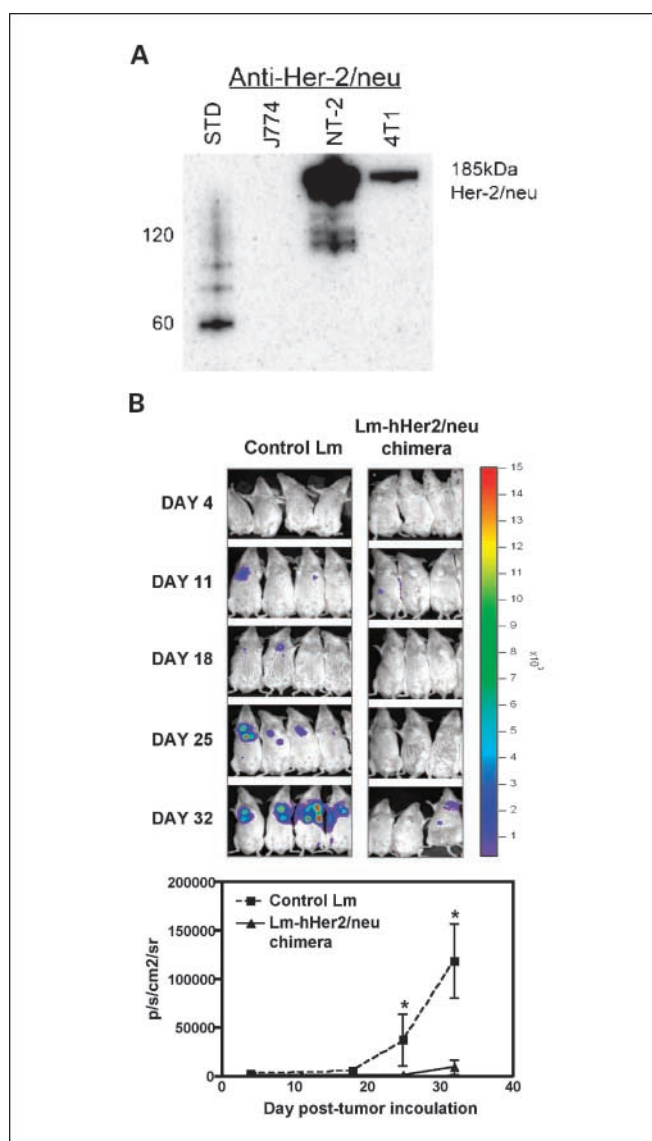 A
Anti-Her-2/neu
STD
J774
NT-2
4T1
185kDa
Her-2/neu
120
60
B
Control Lm
Lm-hHer2/neu
chimera
DAY 4
DAY 11
DAY 18
DAY 25
DAY 32
15
14
13
12
11
10
9
8
7
6
5
4
3
2
1
200000
150000
100000
50000
0
p/s/cm2/sr
Control Lm
Lm-hHer2/neu
chimera
*
*
0
10
20
30
40
Day post-tumor incoulation